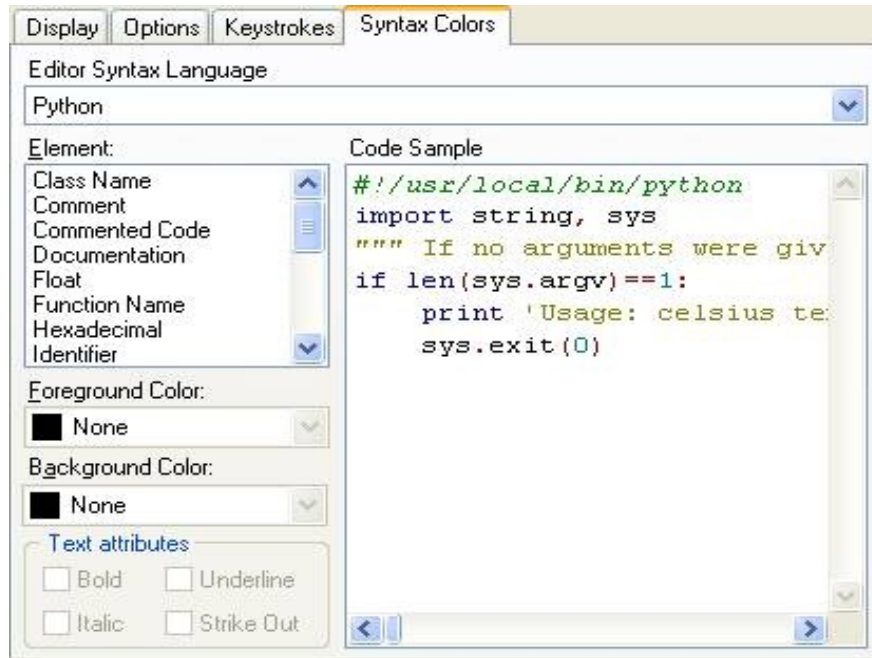 Display Options Keystrokes Syntax Colors
Editor Syntax Language
Python
Element:
Class Name
Comment
Commented Code
Documentation
Float
Function Name
Hexadecimal
Identifier
Foreground Color:
None
Background Color:
None
Text attributes
Bold Underline
Italic Strike Out
Code Sample
#!/usr/local/bin/python
import string, sys
""" If no arguments were giv
if len(sys.argv)==1:
    print 'Usage: celsius te
    sys.exit(0)